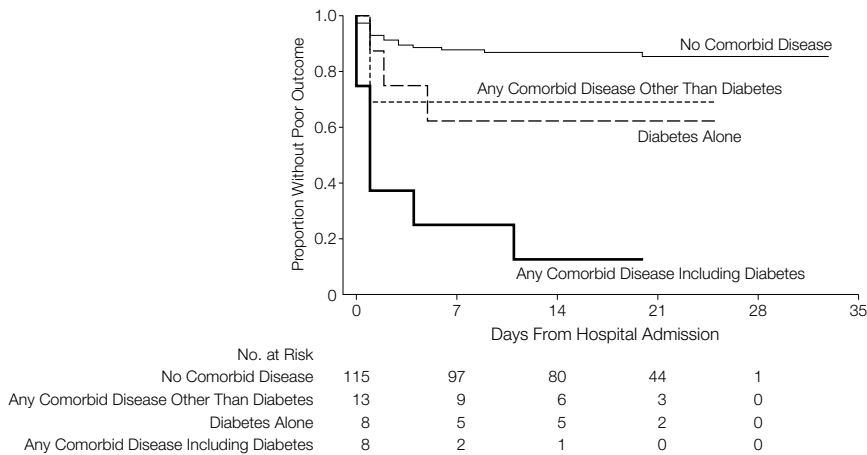 Proportion Without Poor Outcome
1.0
0.8
0.6
0.4
0.2
0
No Comorbid Disease
Any Comorbid Disease Other Than Diabetes
Diabetes Alone
Any Comorbid Disease Including Diabetes
0 7 14 21 28 35
Days From Hospital Admission
No. at Risk
No Comorbid Disease 115 97 80 44 1
Any Comorbid Disease Other Than Diabetes 13 9 6 3 0
Diabetes Alone 8 5 5 2 0
Any Comorbid Disease Including Diabetes 8 2 1 0 0